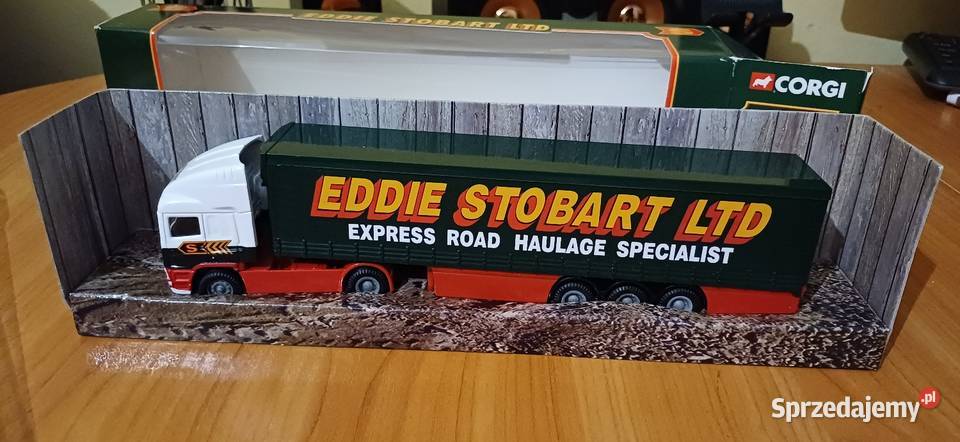 EDDIE STOBART LTD
CORGI
EDDIE STOBART LTD
EXPRESS ROAD HAULAGE SPECIALIST
S
Sprzedajemy.pl